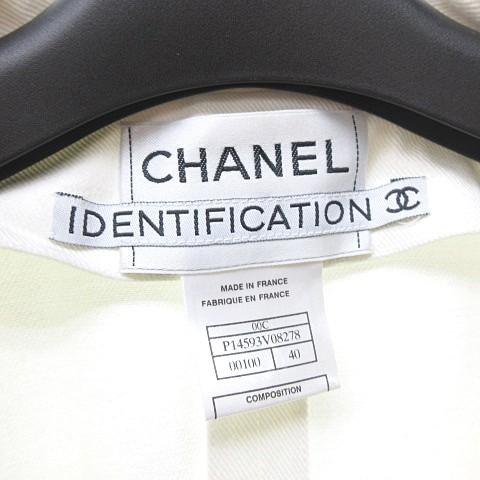 CHANEL
IDENTIFICATION
MADE IN FRANCE
FABRIQUE EN FRANCE
00C
P14593V08278
00100 40
COMPOSITION